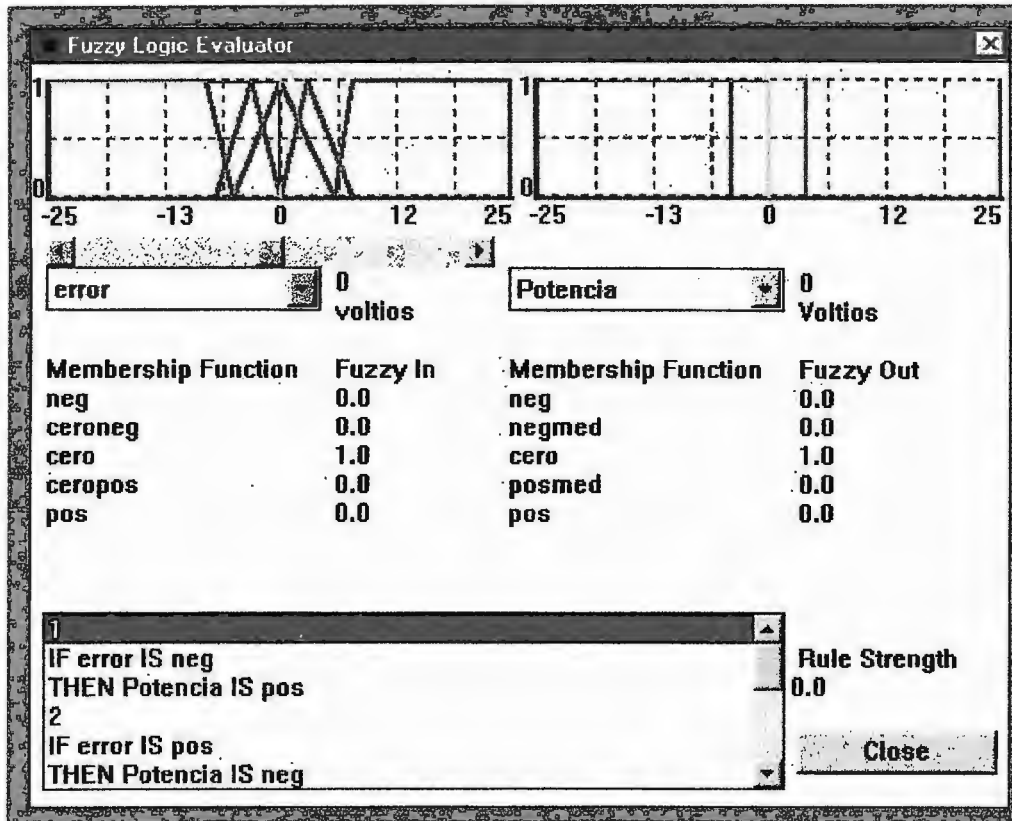 Fuzzy Logic Evaluator
1 1
0 0
-25 -13 0 12 25 -25 -13 0 12 25
error 0 Potencia 0
voltios Voltios
Membership Function Fuzzy In Membership Function Fuzzy Out
neg 0.0 neg 0.0
ceroneg 0.0 negmed 0.0
cero 1.0 cero 1.0
ceropos 0.0 posmed 0.0
pos 0.0 pos 0.0
1
IF error IS neg Rule Strength
THEN Potencia IS pos 0.0
2
IF error IS pos Close
THEN Potencia IS neg